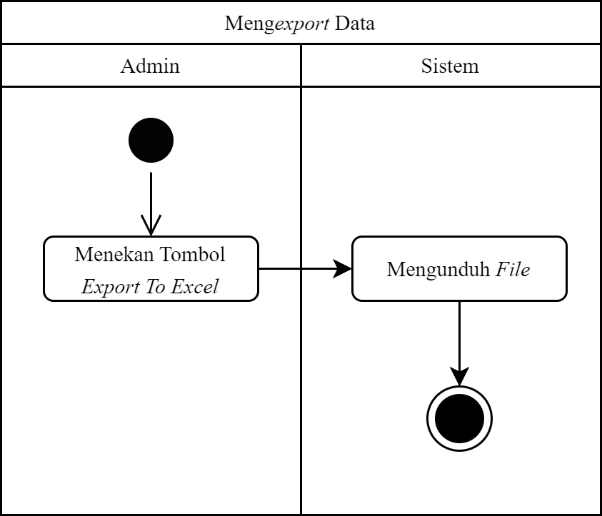 Mengexport Data
Admin
Sistem
Menekan Tombol
Export To Excel
Mengunduh File